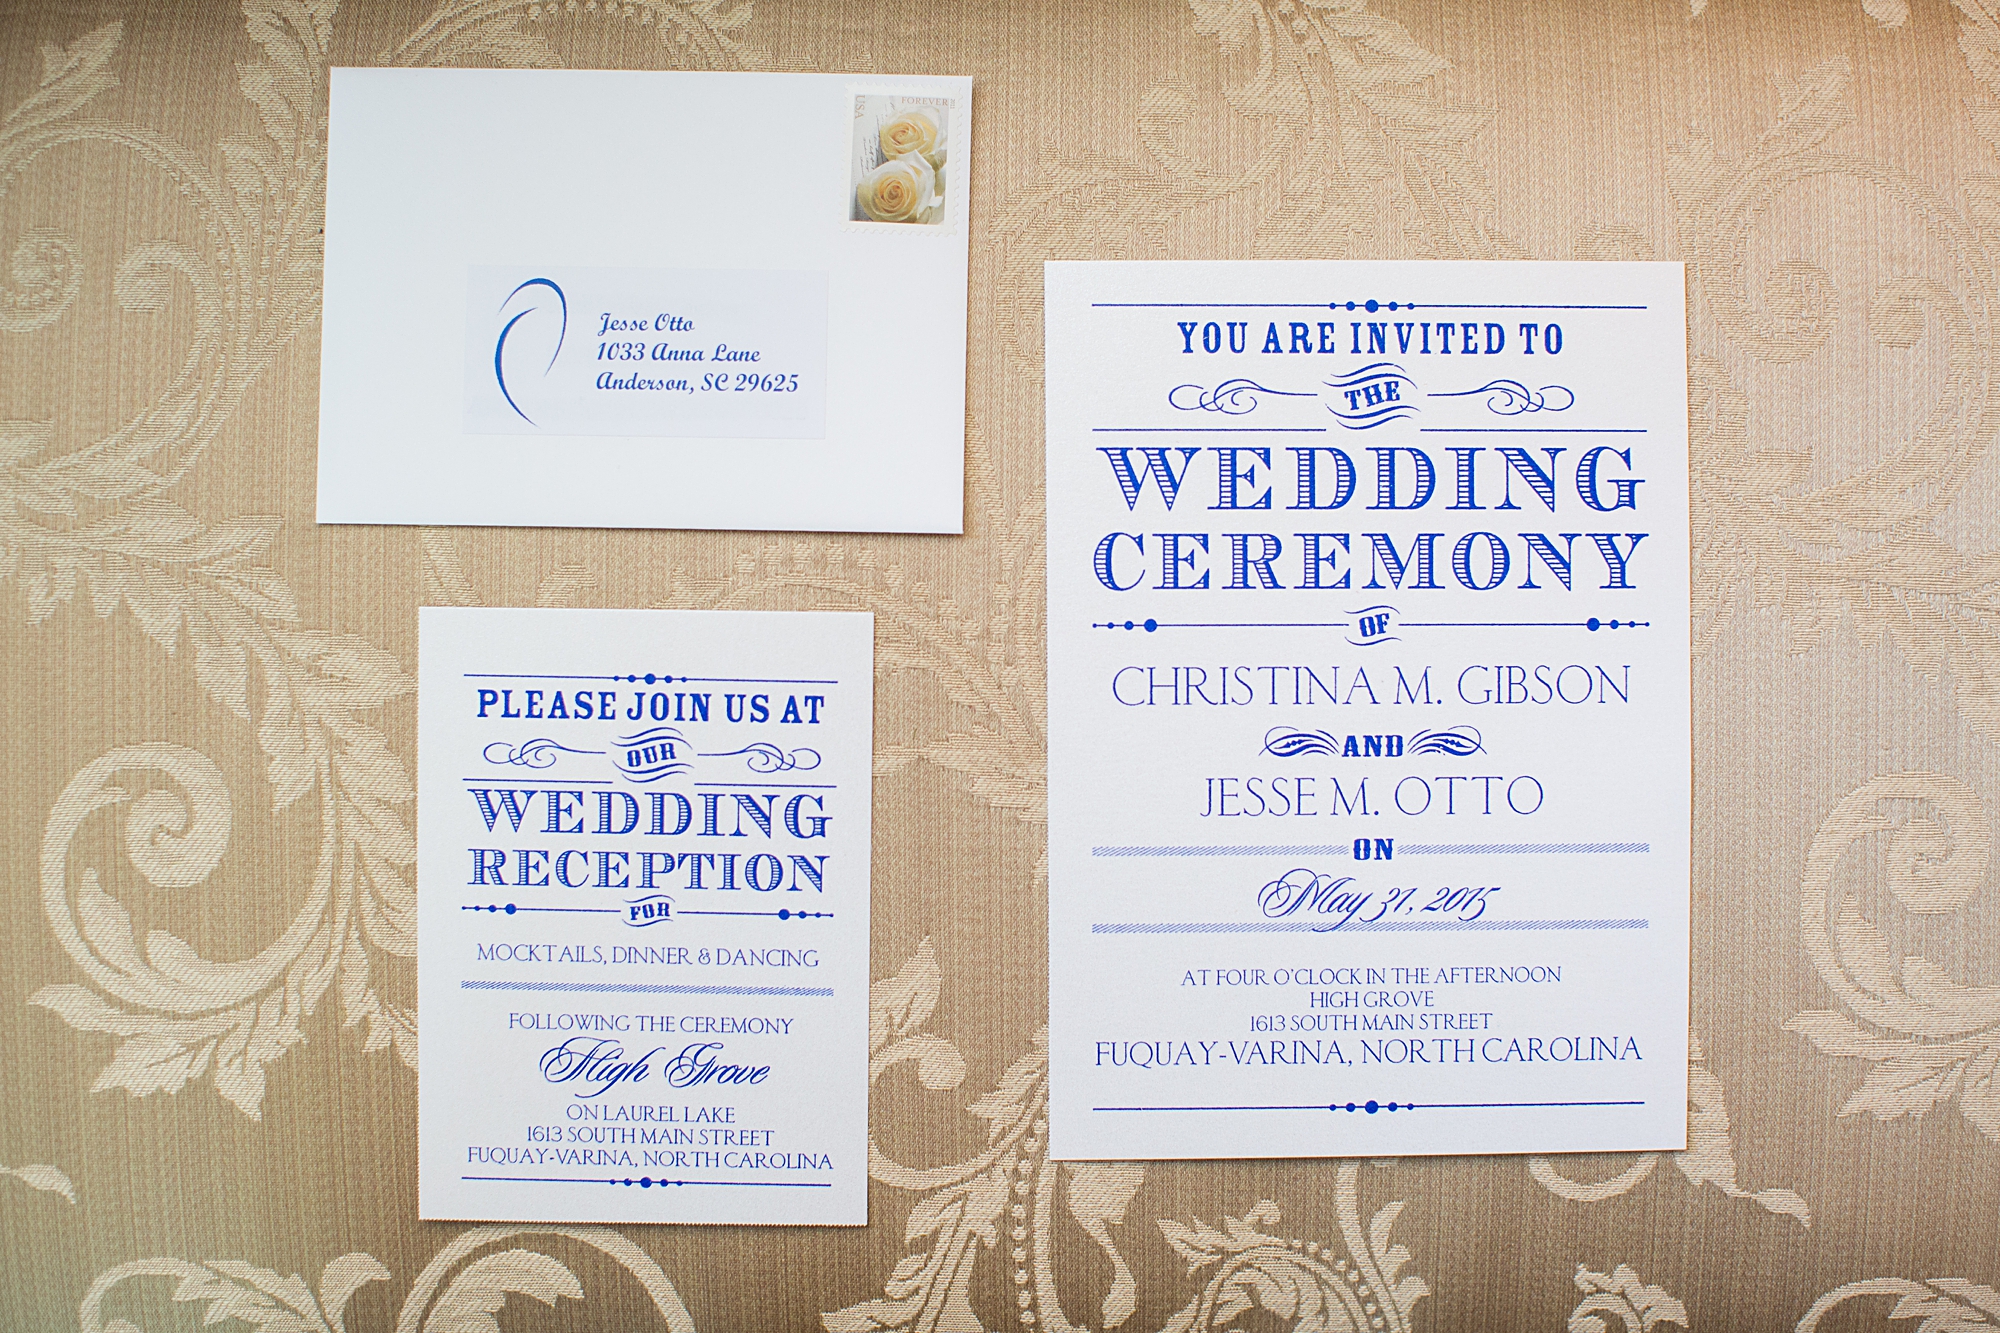 USA
FOREVER
Jesse Otto
1033 Anna Lane
Anderson, SC 29625
PLEASE JOIN US AT
OUR
WEDDING
RECEPTION
FOR
MOCKTAILS, DINNER & DANCING
FOLLOWING THE CEREMONY
High Grove
ON LAUREL LAKE
1613 SOUTH MAIN STREET
FUQUAY-VARINA, NORTH CAROLINA
YOU ARE INVITED TO
THE
WEDDING
CEREMONY
OF
CHRISTINA M. GIBSON
AND
JESSE M. OTTO
ON
May 31, 2015
AT FOUR O'CLOCK IN THE AFTERNOON
HIGH GROVE
1613 SOUTH MAIN STREET
FUQUAY-VARINA, NORTH CAROLINA